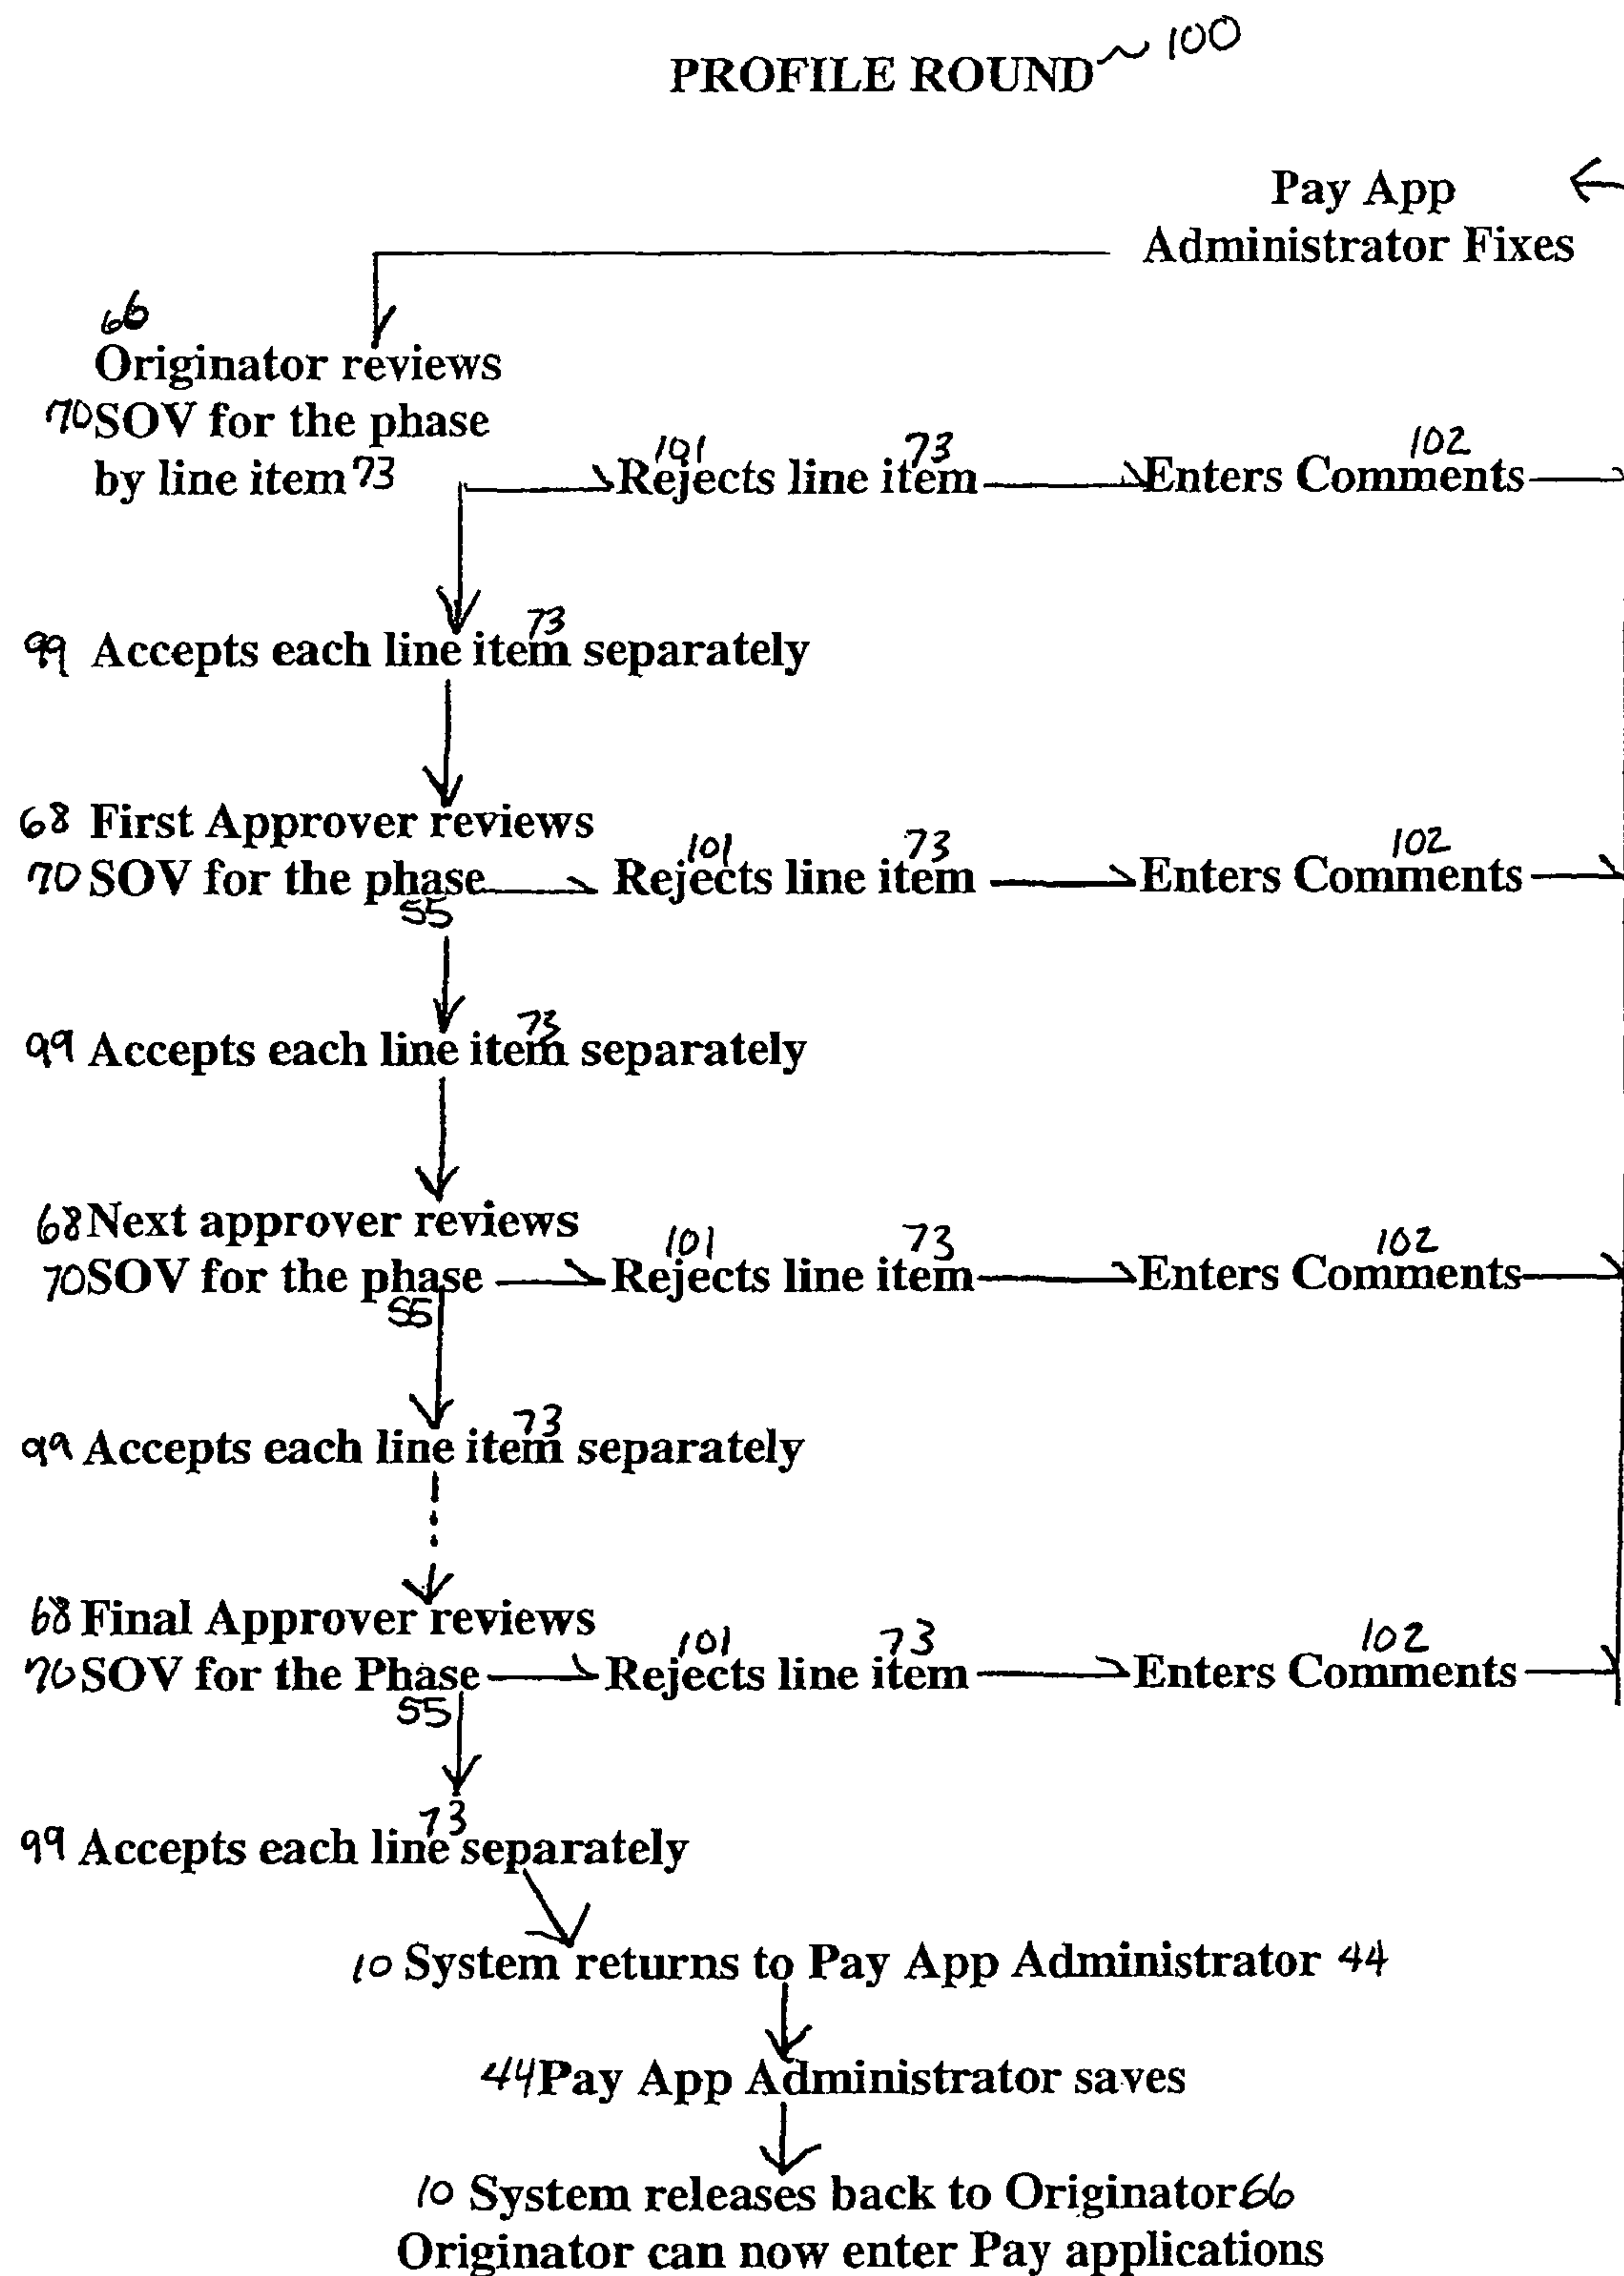 PROFILE ROUND 100
Pay App
Administrator Fixes
66
Originator reviews
70 SOV for the phase
by line item 73
101 73 102
Rejects line item Enters Comments
73
99 Accepts each line item separately
68 First Approver reviews
101 73 102
70 SOV for the phase Rejects line item Enters Comments
55
73
99 Accepts each line item separately
68 Next approver reviews
101 73 102
70 SOV for the phase Rejects line item Enters Comments
55
73
99 Accepts each line item separately
68 Final Approver reviews
101 73 102
70 SOV for the Phase Rejects line item Enters Comments
55
73
99 Accepts each line separately
10 System returns to Pay App Administrator 44
44 Pay App Administrator saves
10 System releases back to Originator 66
Originator can now enter Pay applications